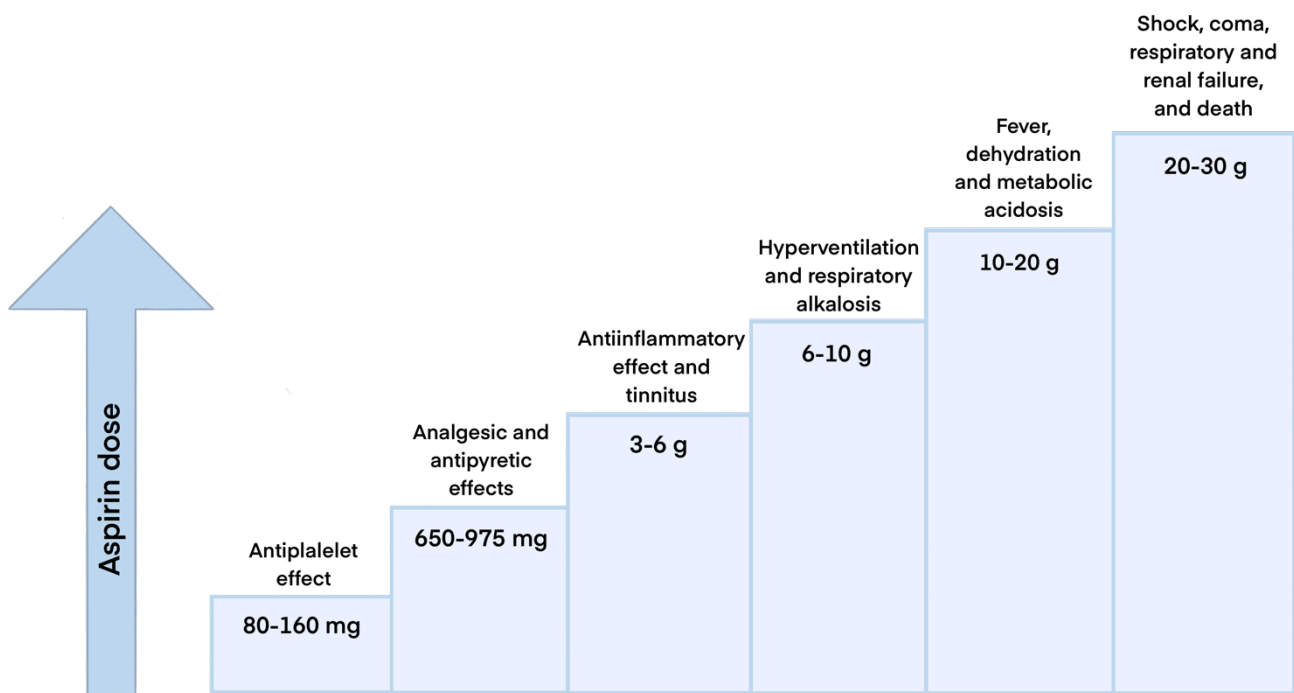 Shock, coma,
respiratory and
renal failure,
and death
20-30 g
Fever,
dehydration
and metabolic
acidosis
10-20 g
Hyperventilation
and respiratory
alkalosis
6-10 g
Antiinflammatory
effect and
tinnitus
3-6 g
Analgesic and
antipyretic
effects
650-975 mg
Antiplalelet
effect
80-160 mg
Aspirin dose